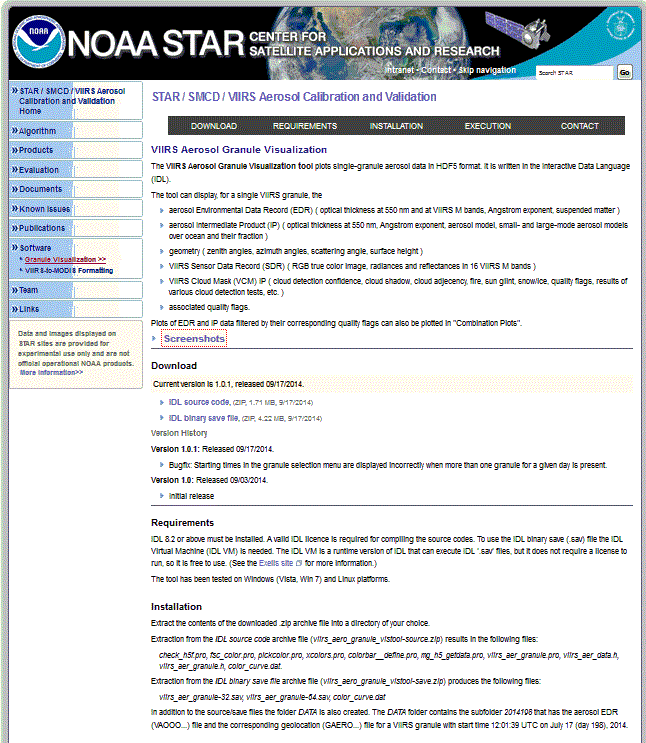 NOAA
NOAA STAR CENTER FOR
SATELLITE APPLICATIONS AND RESEARCH
Intranet • Contact • Skip navigation
Search STAR
Go
» STAR / SMCD / VIIRS Aerosol
Calibration and Validation
Home
» Algorithm
» Products
» Evaluation
» Documents
» Known Issues
» Publications
» Software
Granule Visualization >>
VIIRS-to-MODIS Formatting
» Team
» Links
Data and images displayed on
STAR sites are provided for
experimental use only and are not
official operational NOAA products.
More information>>
STAR / SMCD / VIIRS Aerosol Calibration and Validation
DOWNLOAD REQUIREMENTS INSTALLATION EXECUTION CONTACT
VIIRS Aerosol Granule Visualization
The VIIRS Aerosol Granule Visualization tool plots single-granule aerosol data in HDF5 format. It is written in the Interactive Data Language
(IDL).
The tool can display, for a single VIIRS granule, the
aerosol Environmental Data Record (EDR) ( optical thickness at 550 nm and at VIIRS M bands, Angstrom exponent, suspended matter )
aerosol Intermediate Product (IP) ( optical thickness at 550 nm, Angstrom exponent, aerosol model, small- and large-mode aerosol models
over ocean and their fraction )
geometry ( zenith angles, azimuth angles, scattering angle, surface height )
VIIRS Sensor Data Record (SDR) ( RGB true color image, radiances and reflectances in 16 VIIRS M bands )
VIIRS Cloud Mask (VCM) IP ( cloud detection confidence, cloud shadow, cloud adjecency, fire, sun glint, snow/ice, quality flags, results of
various cloud detection tests, etc. )
associated quality flags.
Plots of EDR and IP data filtered by their corresponding quality flags can also be plotted in "Combination Plots".
Screenshots
Download
Current version is 1.0.1, released 09/17/2014.
IDL source code, (ZIP, 1.71 MB, 9/17/2014)
IDL binary save file, (ZIP, 4.22 MB, 9/17/2014)
Version History
Version 1.0.1: Released 09/17/2014.
Bugfix: Starting times in the granule selection menu are displayed incorrectly when more than one granule for a given day is present.
Version 1.0: Released 09/03/2014.
Initial release
Requirements
IDL 8.2 or above must be installed. A valid IDL licence is required for compiling the source codes. To use the IDL binary save (.sav) file the IDL
Virtual Machine (IDL VM) is needed. The IDL VM is a runtime version of IDL that can execute IDL '.sav' files, but it does not require a license to
run, so it is free to use. (See the Exelis site for more information.)
The tool has been tested on Windows (Vista, Win 7) and Linux platforms.
Installation
Extract the contents of the downloaded .zip archive file into a directory of your choice.
Extraction from the IDL source code archive file (viirs_aero_granule_vistool-source.zip) results in the following files:
check_h5f.pro, fsc_color.pro, pickcolor.pro, xcolors.pro, colorbar__define.pro, mg_h5_getdata.pro, viirs_aer_granule.pro, viirs_aer_data.h,
viirs_aer_granule.h, color_curve.dat.
Extraction from the IDL binary save file archive file (viirs_aero_granule_vistool-save.zip) produces the following files:
viirs_aer_granule-32.sav, viirs_aer_granule-64.sav, color_curve.dat
In addition to the source/save files the folder DATA is also created. The DATA folder contains the subfolder 2014198 that has the aerosol EDR
(VAOOO...) file and the corresponding geolocation (GAERO...) file for a VIIRS granule with start time 12:01:39 UTC on July 17 (day 198), 2014.